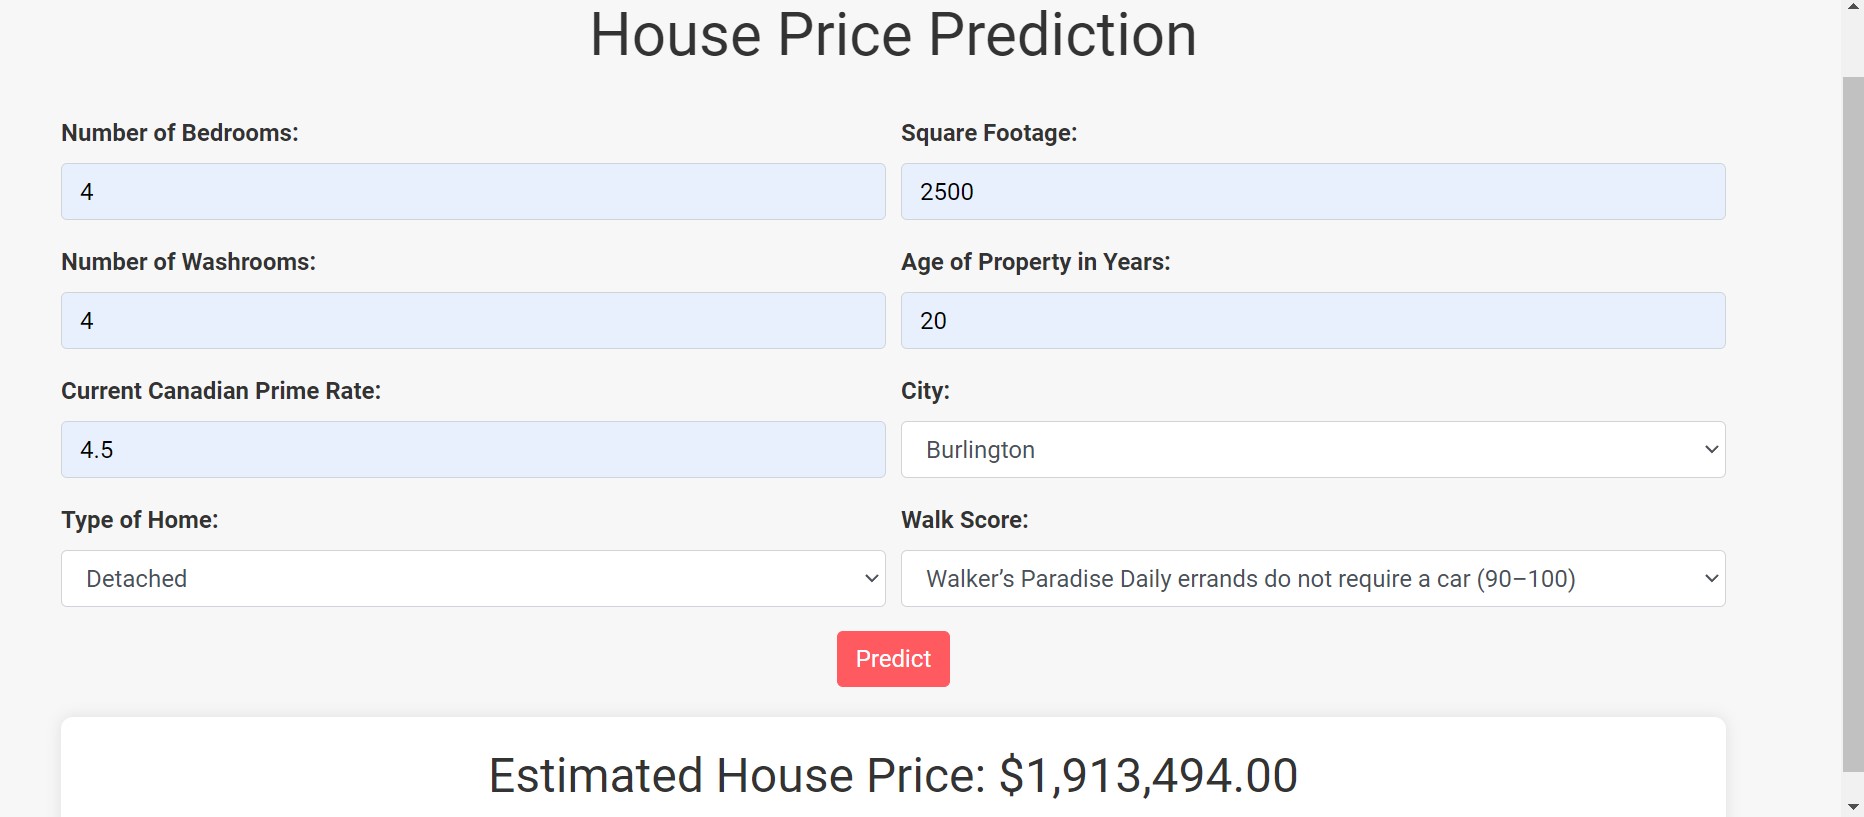 House Price Prediction
Number of Bedrooms:
Square Footage:
4
2500
Number of Washrooms:
Age of Property in Years:
4
20
Current Canadian Prime Rate:
City:
4.5
Burlington
Type of Home:
Walk Score:
Detached
Walker’s Paradise Daily errands do not require a car (90–100)
Predict
Estimated House Price: $1,913,494.00